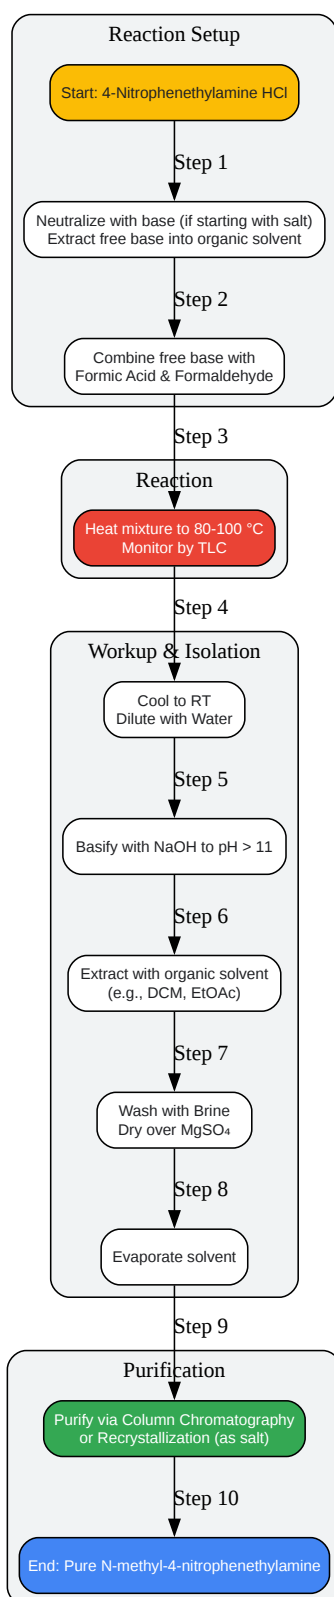 Reaction Setup
Start: 4-Nitrophenethylamine HCl
Step 1
Neutralize with base (if starting with salt)
Extract free base into organic solvent
Step 2
Combine free base with
Formic Acid & Formaldehyde
Step 3
Reaction
Heat mixture to 80-100 °C
Monitor by TLC
Step 4
Workup & Isolation
Cool to RT
Dilute with Water
Step 5
Basify with NaOH to pH > 11
Step 6
Extract with organic solvent
(e.g., DCM, EtOAc)
Step 7
Wash with Brine
Dry over MgSO₄
Step 8
Evaporate solvent
Step 9
Purification
Purify via Column Chromatography
or Recrystallization (as salt)
Step 10
End: Pure N-methyl-4-nitrophenethylamine